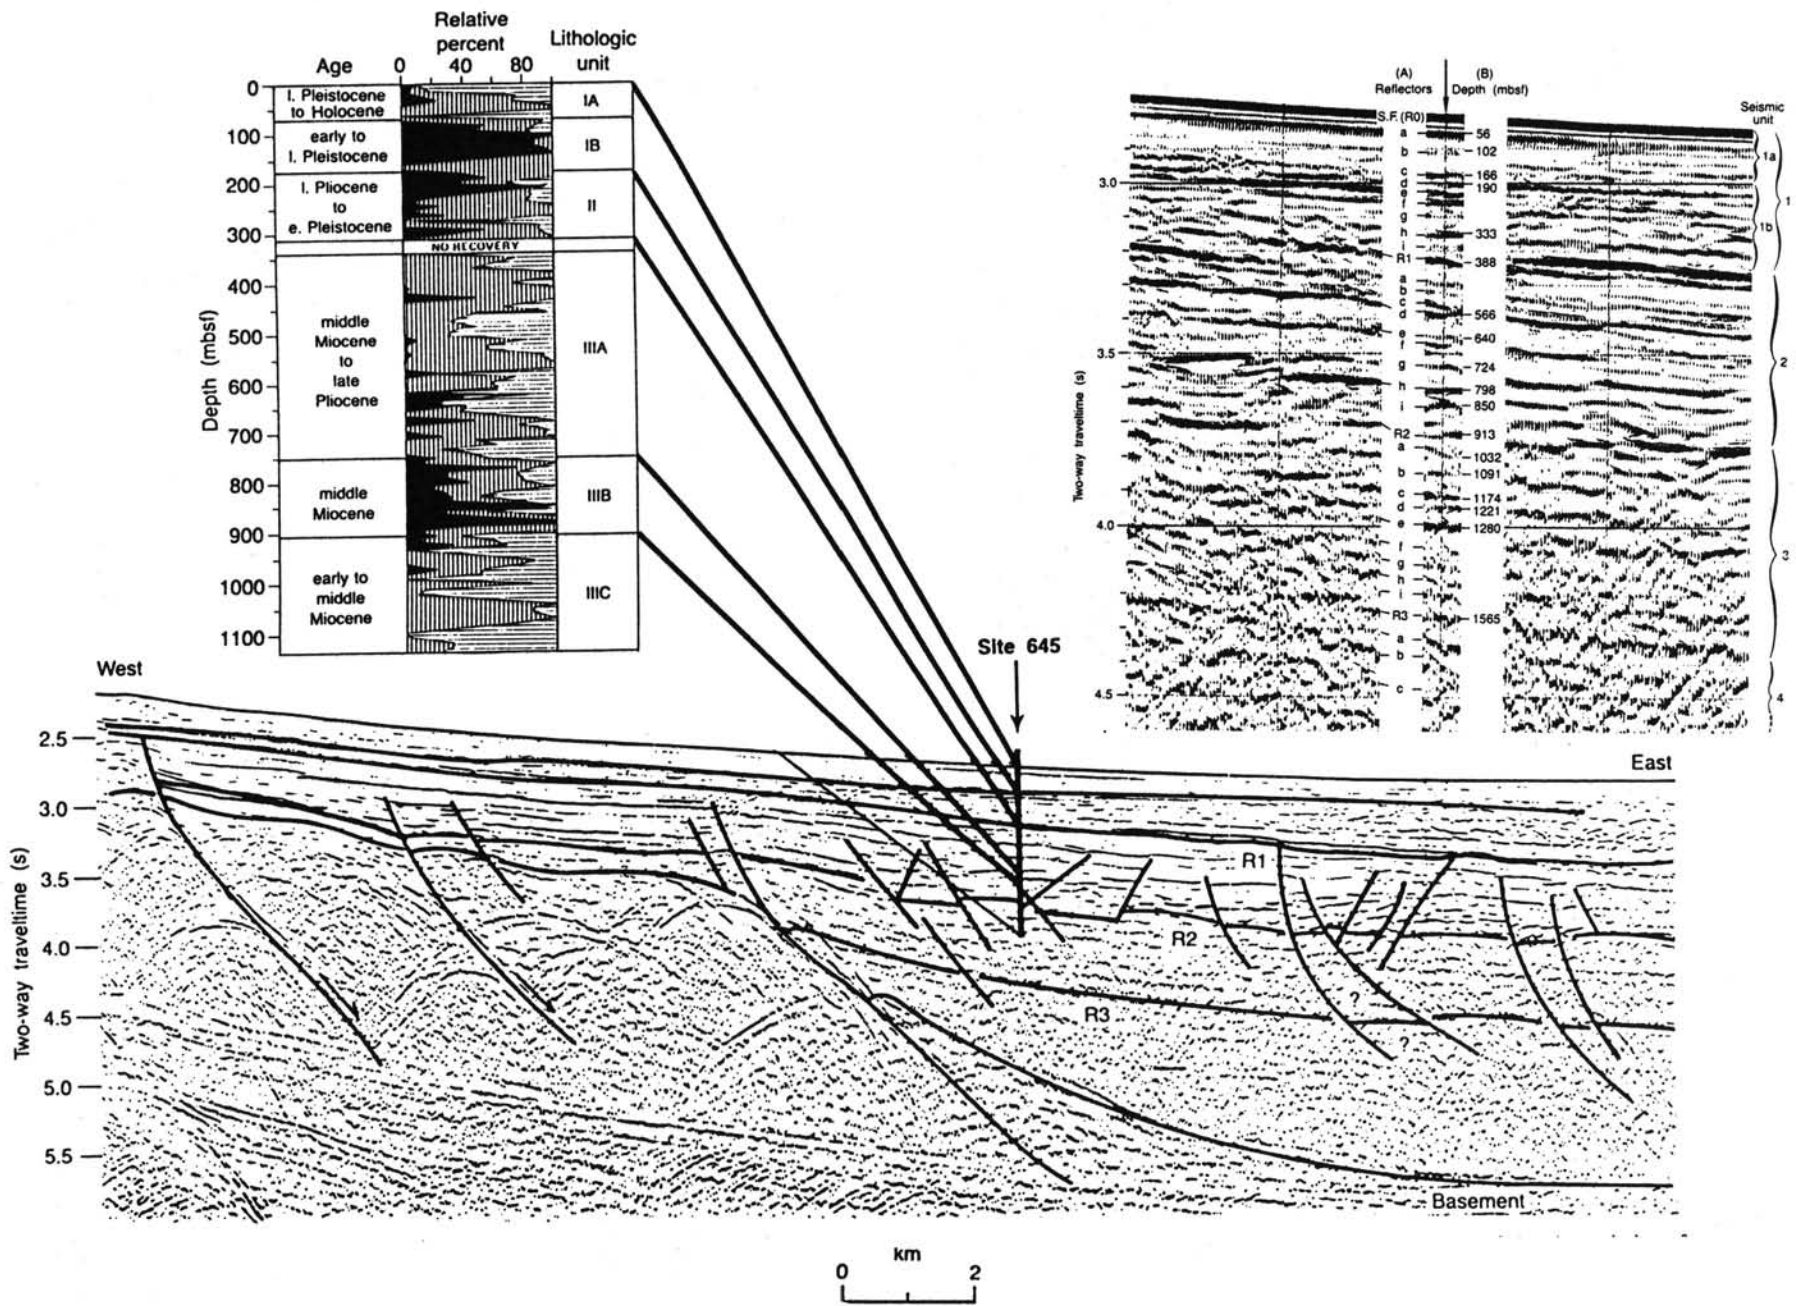 Relative
percent
Age
0 40 80
Lithologic
unit
0
100
200
300
400
500
600
700
800
900
1000
1100
Depth (mbsf)
l. Pleistocene
to Holocene
IA
early to
l. Pleistocene
IB
l. Pliocene
to
e. Pleistocene
II
NO RECOVERY
middle
Miocene
to
late
Pliocene
IIIA
middle
Miocene
IIIB
early to
middle
Miocene
IIIC
(A)
Reflectors
(B)
Depth (mbsf)
Seismic
unit
S.F. (R0)
a 56
b 102
c 166
d 190
e
f
g
h 333
i
R1 388
a
b
c
d 566
e 640
f
g 724
h 798
i 850
R2 913
a 1032
b 1091
c 1174
d 1221
e 1280
f
g
h
i
R3 1565
a
b
c
1a
1
1b
2
3
4
3.0
3.5
4.0
4.5
Two-way traveltime (s)
Site 645
West
East
2.5
3.0
3.5
4.0
4.5
5.0
5.5
Two-way traveltime (s)
R1
R2
R3
?
?
?
Basement
km
0 2